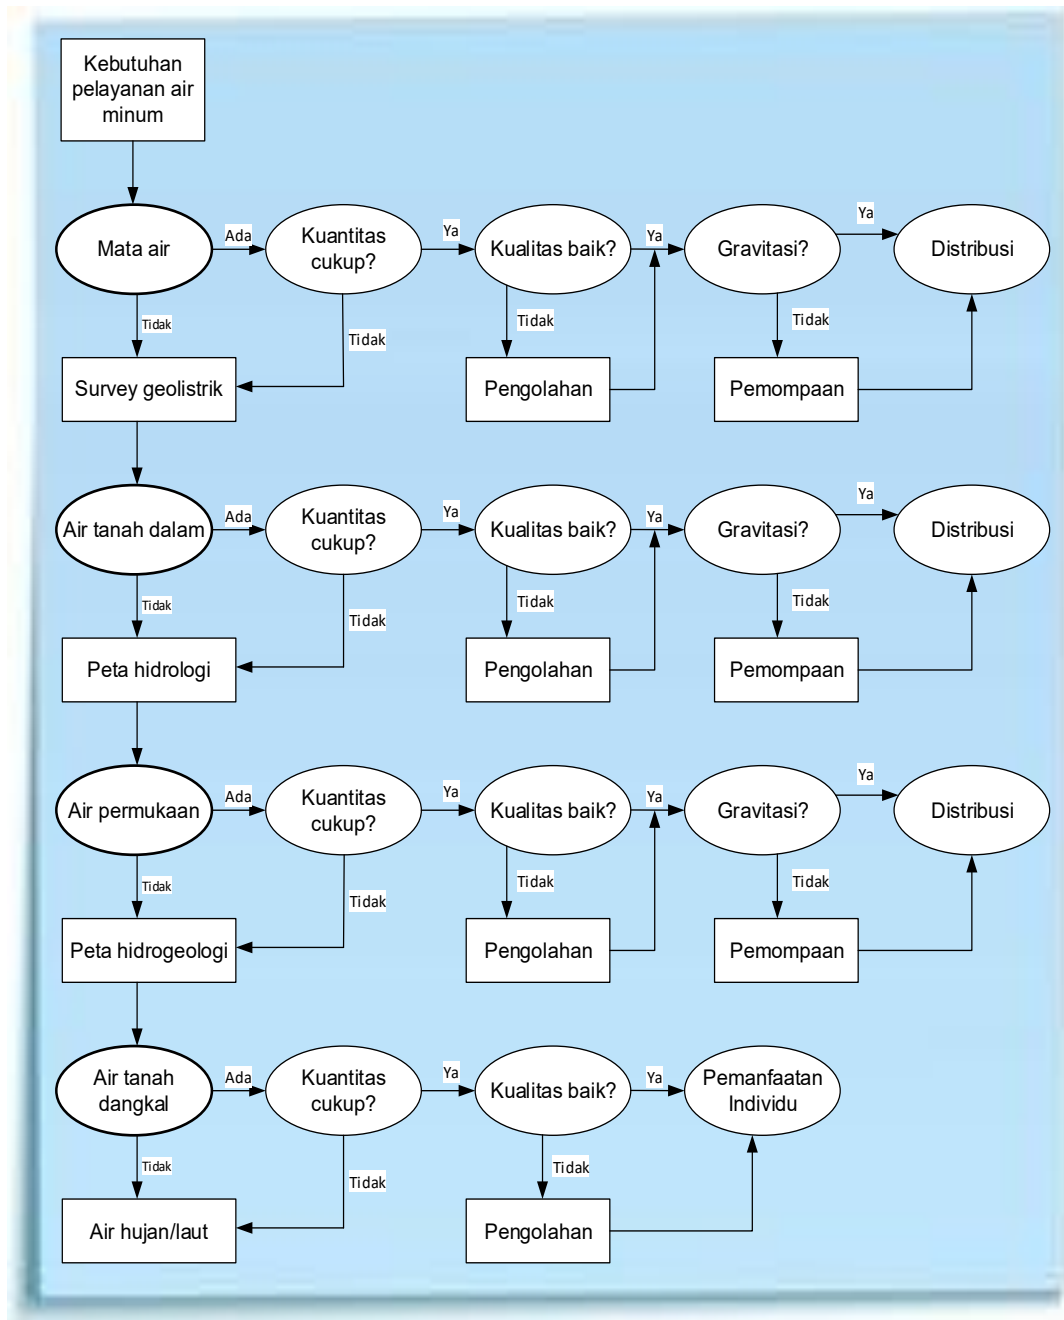 Kebutuhan
pelayanan air
minum
Mata air
Ada
Kuantitas
cukup?
Ya
Kualitas baik?
Ya
Gravitasi?
Ya
Distribusi
Tidak
Tidak
Tidak
Tidak
Survey geolistrik
Pengolahan
Pemompaan
Air tanah dalam
Ada
Kuantitas
cukup?
Ya
Kualitas baik?
Ya
Gravitasi?
Ya
Distribusi
Tidak
Tidak
Tidak
Tidak
Peta hidrologi
Pengolahan
Pemompaan
Air permukaan
Ada
Kuantitas
cukup?
Ya
Kualitas baik?
Ya
Gravitasi?
Ya
Distribusi
Tidak
Tidak
Tidak
Tidak
Peta hidrogeologi
Pengolahan
Pemompaan
Air tanah
dangkal
Ada
Kuantitas
cukup?
Ya
Kualitas baik?
Ya
Pemanfaatan
Individu
Tidak
Tidak
Tidak
Air hujan/laut
Pengolahan